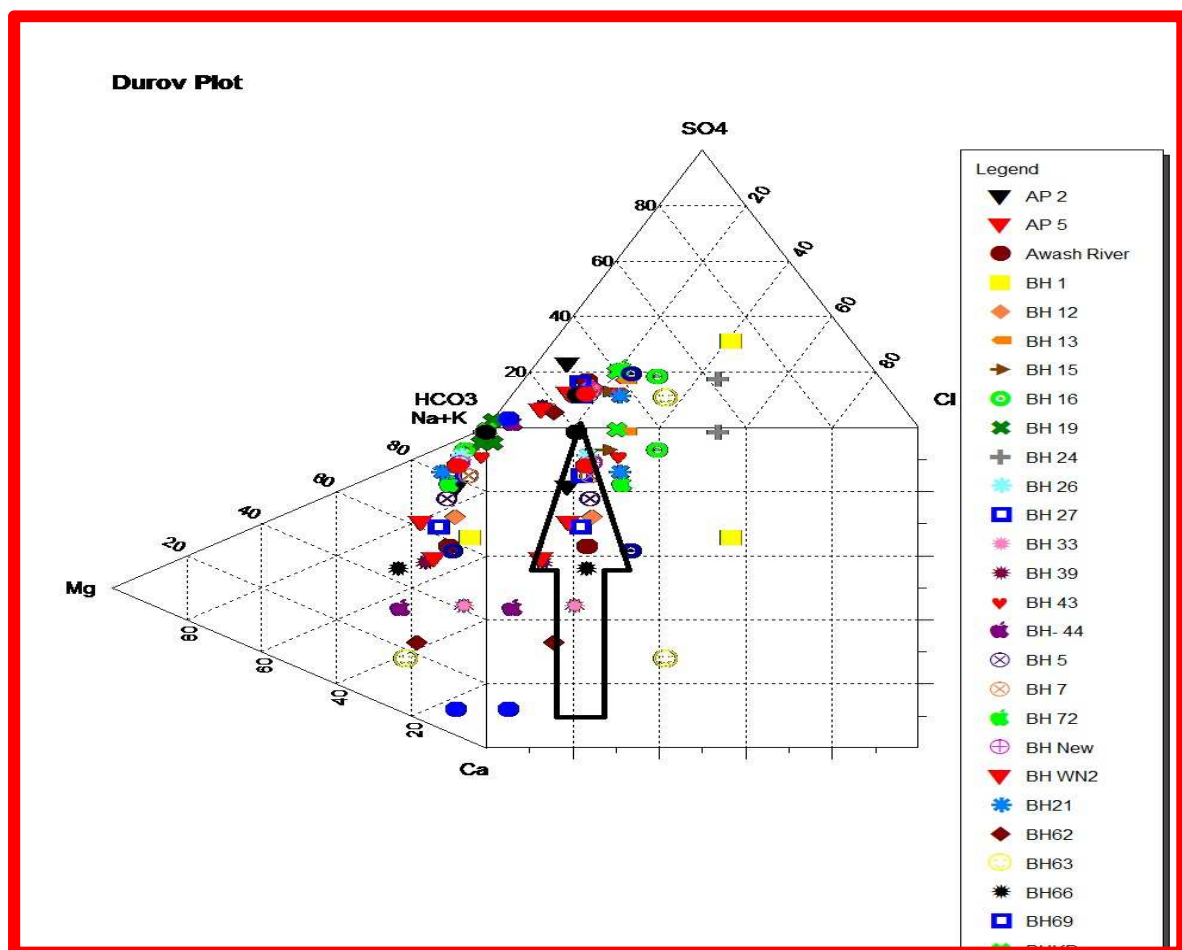 Durov Plot
SO4
80
20
60
40
40
60
20
80
HCO3
Na+K
Cl
80
60
40
20
Mg
80
60
40
20
Ca
Legend
AP 2
AP 5
Awash River
BH 1
BH 12
BH 13
BH 15
BH 16
BH 19
BH 24
BH 26
BH 27
BH 33
BH 39
BH 43
BH- 44
BH 5
BH 7
BH 72
BH New
BH WN2
BH21
BH62
BH63
BH66
BH69